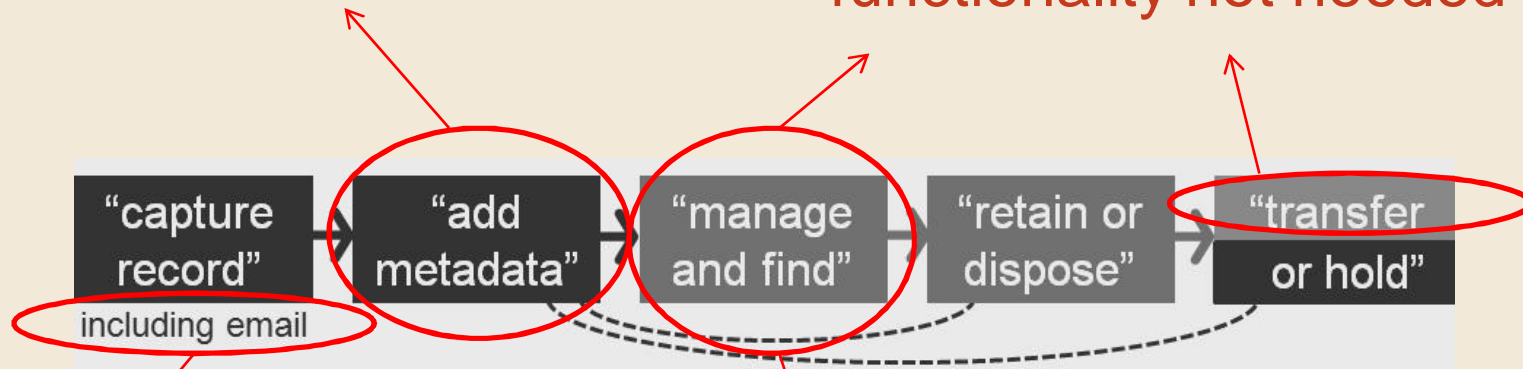 functionality not needed
“capture
record”
“add
metadata”
“manage
and find”
“retain or
dispose”
“transfer
or hold”
including email